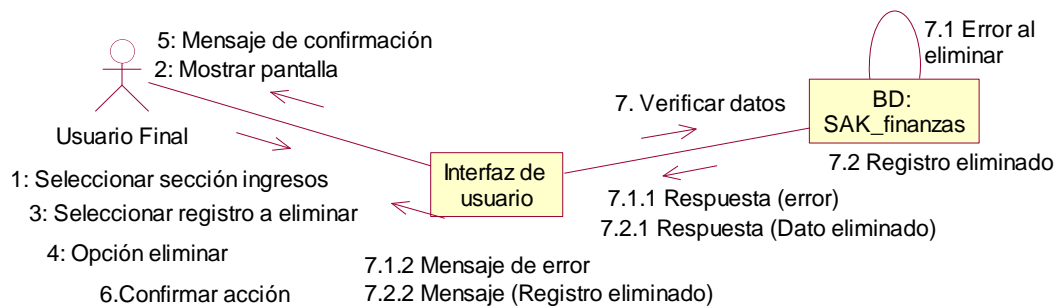 5: Mensaje de confirmación
2: Mostrar pantalla
Usuario Final
1: Seleccionar sección ingresos
3: Seleccionar registro a eliminar
4: Opción eliminar
6.Confirmar acción
Interfaz de
usuario
7.1.2 Mensaje de error
7.2.2 Mensaje (Registro eliminado)
7. Verificar datos
7.1 Error al
eliminar
BD:
SAK_finanzas
7.2 Registro eliminado
7.1.1 Respuesta (error)
7.2.1 Respuesta (Dato eliminado)